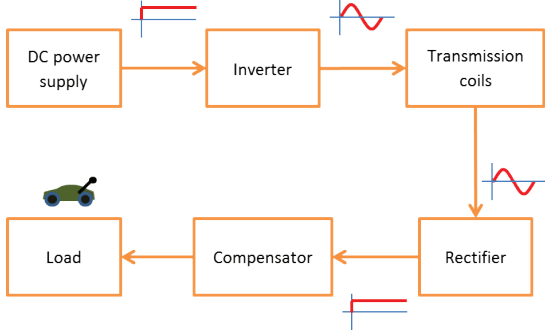 DC power
supply
Inverter
Transmission
coils
Load
Compensator
Rectifier